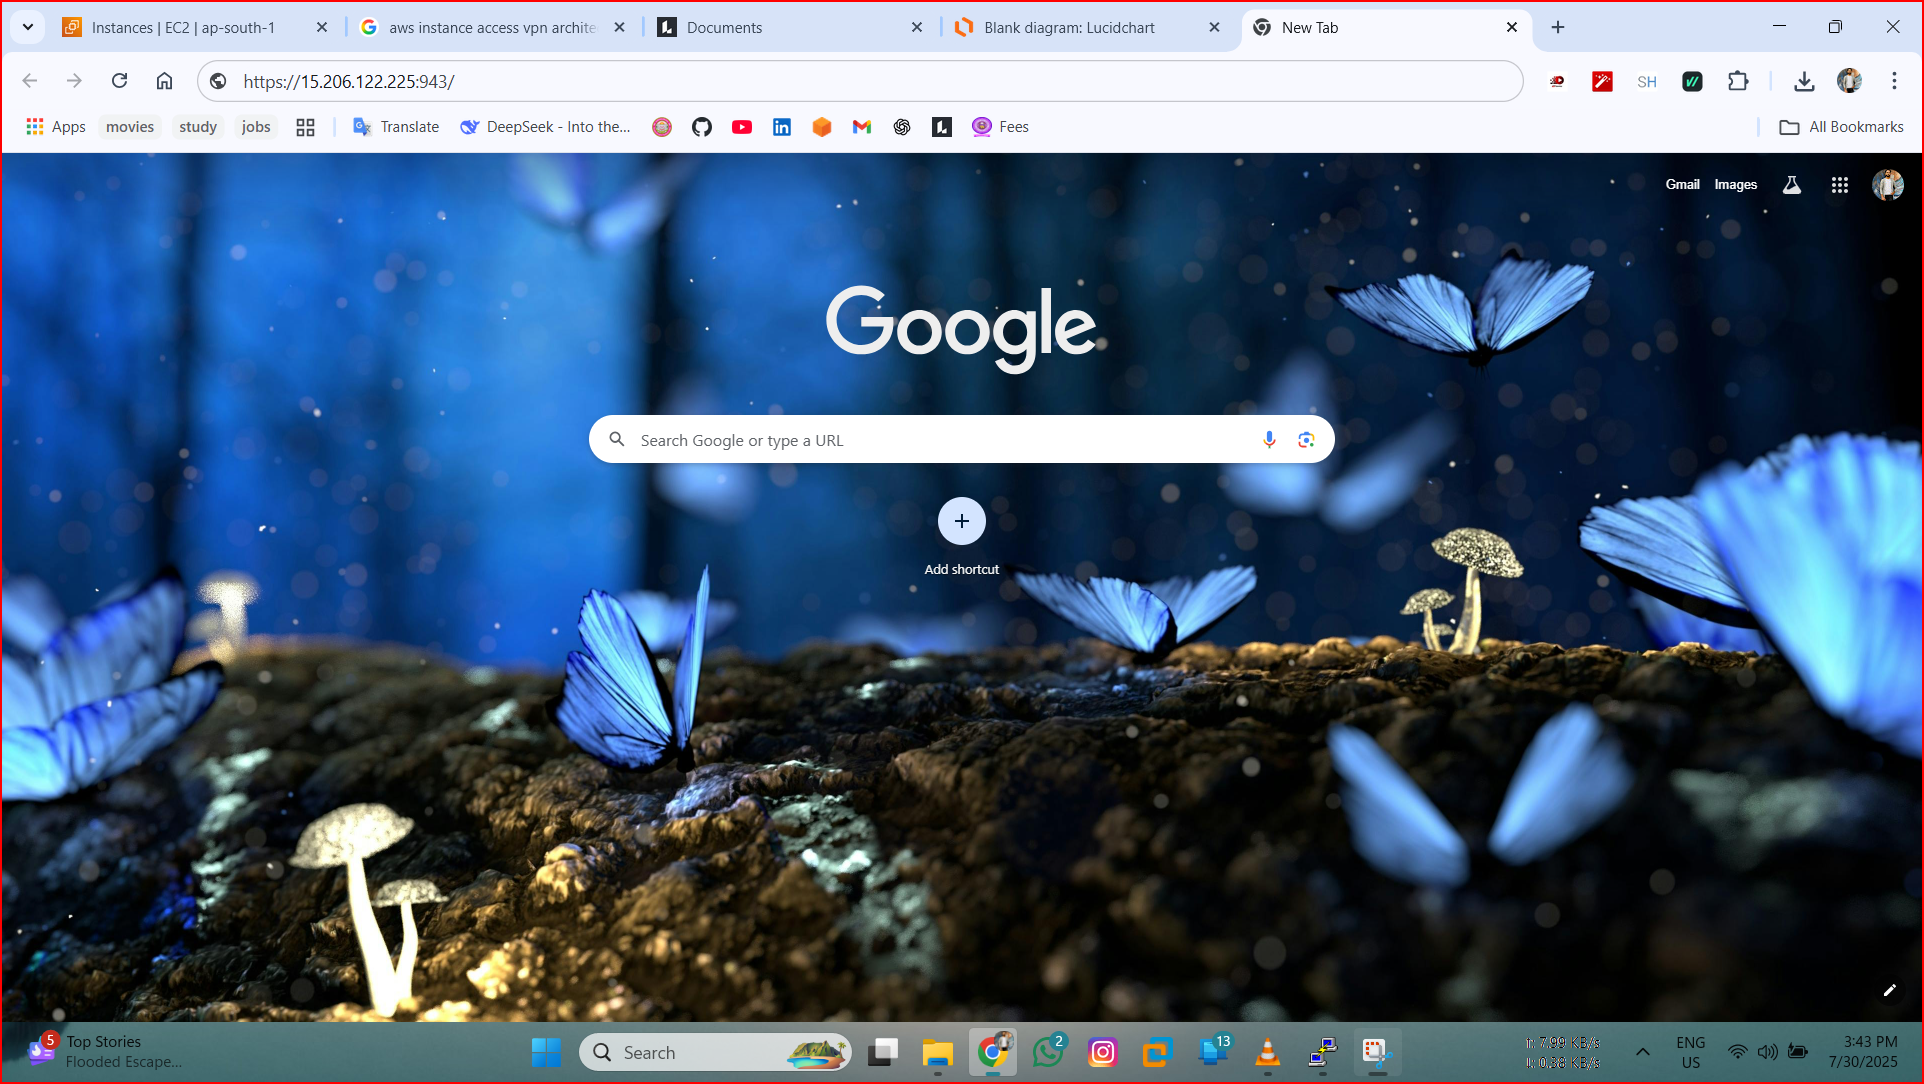 Instances | EC2 | ap-south-1
aws instance access vpn archite
Documents
Blank diagram: Lucidchart
New Tab
https://15.206.122.225:943/
SH
Apps
movies
study
jobs
Translate
DeepSeek - Into the...
Fees
All Bookmarks
Gmail
Images
Google
Search Google or type a URL
Add shortcut
5
Top Stories
Flooded Escape...
Search
2
13
7.99 KB/s
0.38 KB/s
ENG
US
3:43 PM
7/30/2025